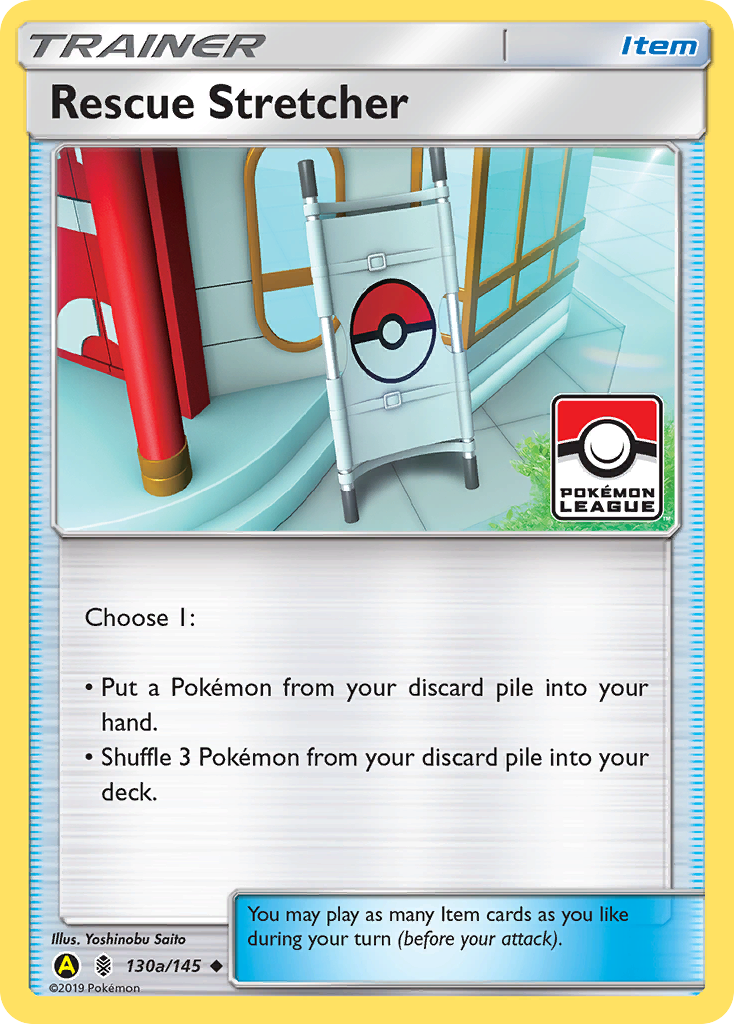 TRAINER
Item
Rescue Stretcher
POKÉMON
LEAGUE
TM
Choose 1:
• Put a Pokémon from your discard pile into your
hand.
• Shuffle 3 Pokémon from your discard pile into your
deck.
You may play as many Item cards as you like
during your turn (before your attack).
Illus. Yoshinobu Saito
A 130a/145
©2019 Pokémon